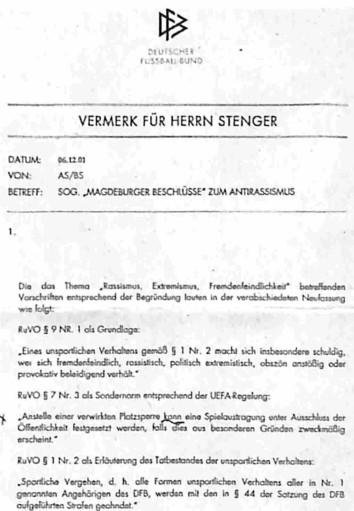 DFB
DEUTSCHER
FUSSBALL-BUND
VERMERK FÜR HERRN STENGER
DATUM: 06.12.01
VON: AS/BS
BETREFF: SOG. „MAGDEBURGER BESCHLÜSSE" ZUM ANTIRASSISMUS
1.
Die das Thema „Rassismus, Extremismus, Fremdenfeindlichkeit" betreffenden
Vorschriften entsprechend der Begründung lauten in der verabschiedeten Neufassung
wie folgt:
RuVO § 9 NR. 1 als Grundlage:
„Eines unsportlichen Verhaltens gemäß § 1 Nr. 2 macht sich insbesondere schuldig,
wer sich fremdenfeindlich, rassistisch, politisch extremistisch, obszön anstößig oder
provokativ beleidigend verhält."
RuVO § 7 Nr. 3 als Sondernorm entsprechend der UEFA-Regelung:
„Anstelle einer verwirkten Platzsperre kann eine Spielaustragung unter Ausschluss der
Öffentlichkeit festgesetzt werden, falls dies aus besonderen Gründen zweckmäßig
erscheint."
RuVO § 1 Nr. 2 als Erläuterung des Tatbestandes der unsportlichen Verhaltens:
„Sportliche Vergehen, d. h. alle Formen unsportlichen Verhaltens aller in Nr. 1
genannten Angehörigen des DFB, werden mit den in § 44 der Satzung des DFB
aufgeführten Strafen geahndet."